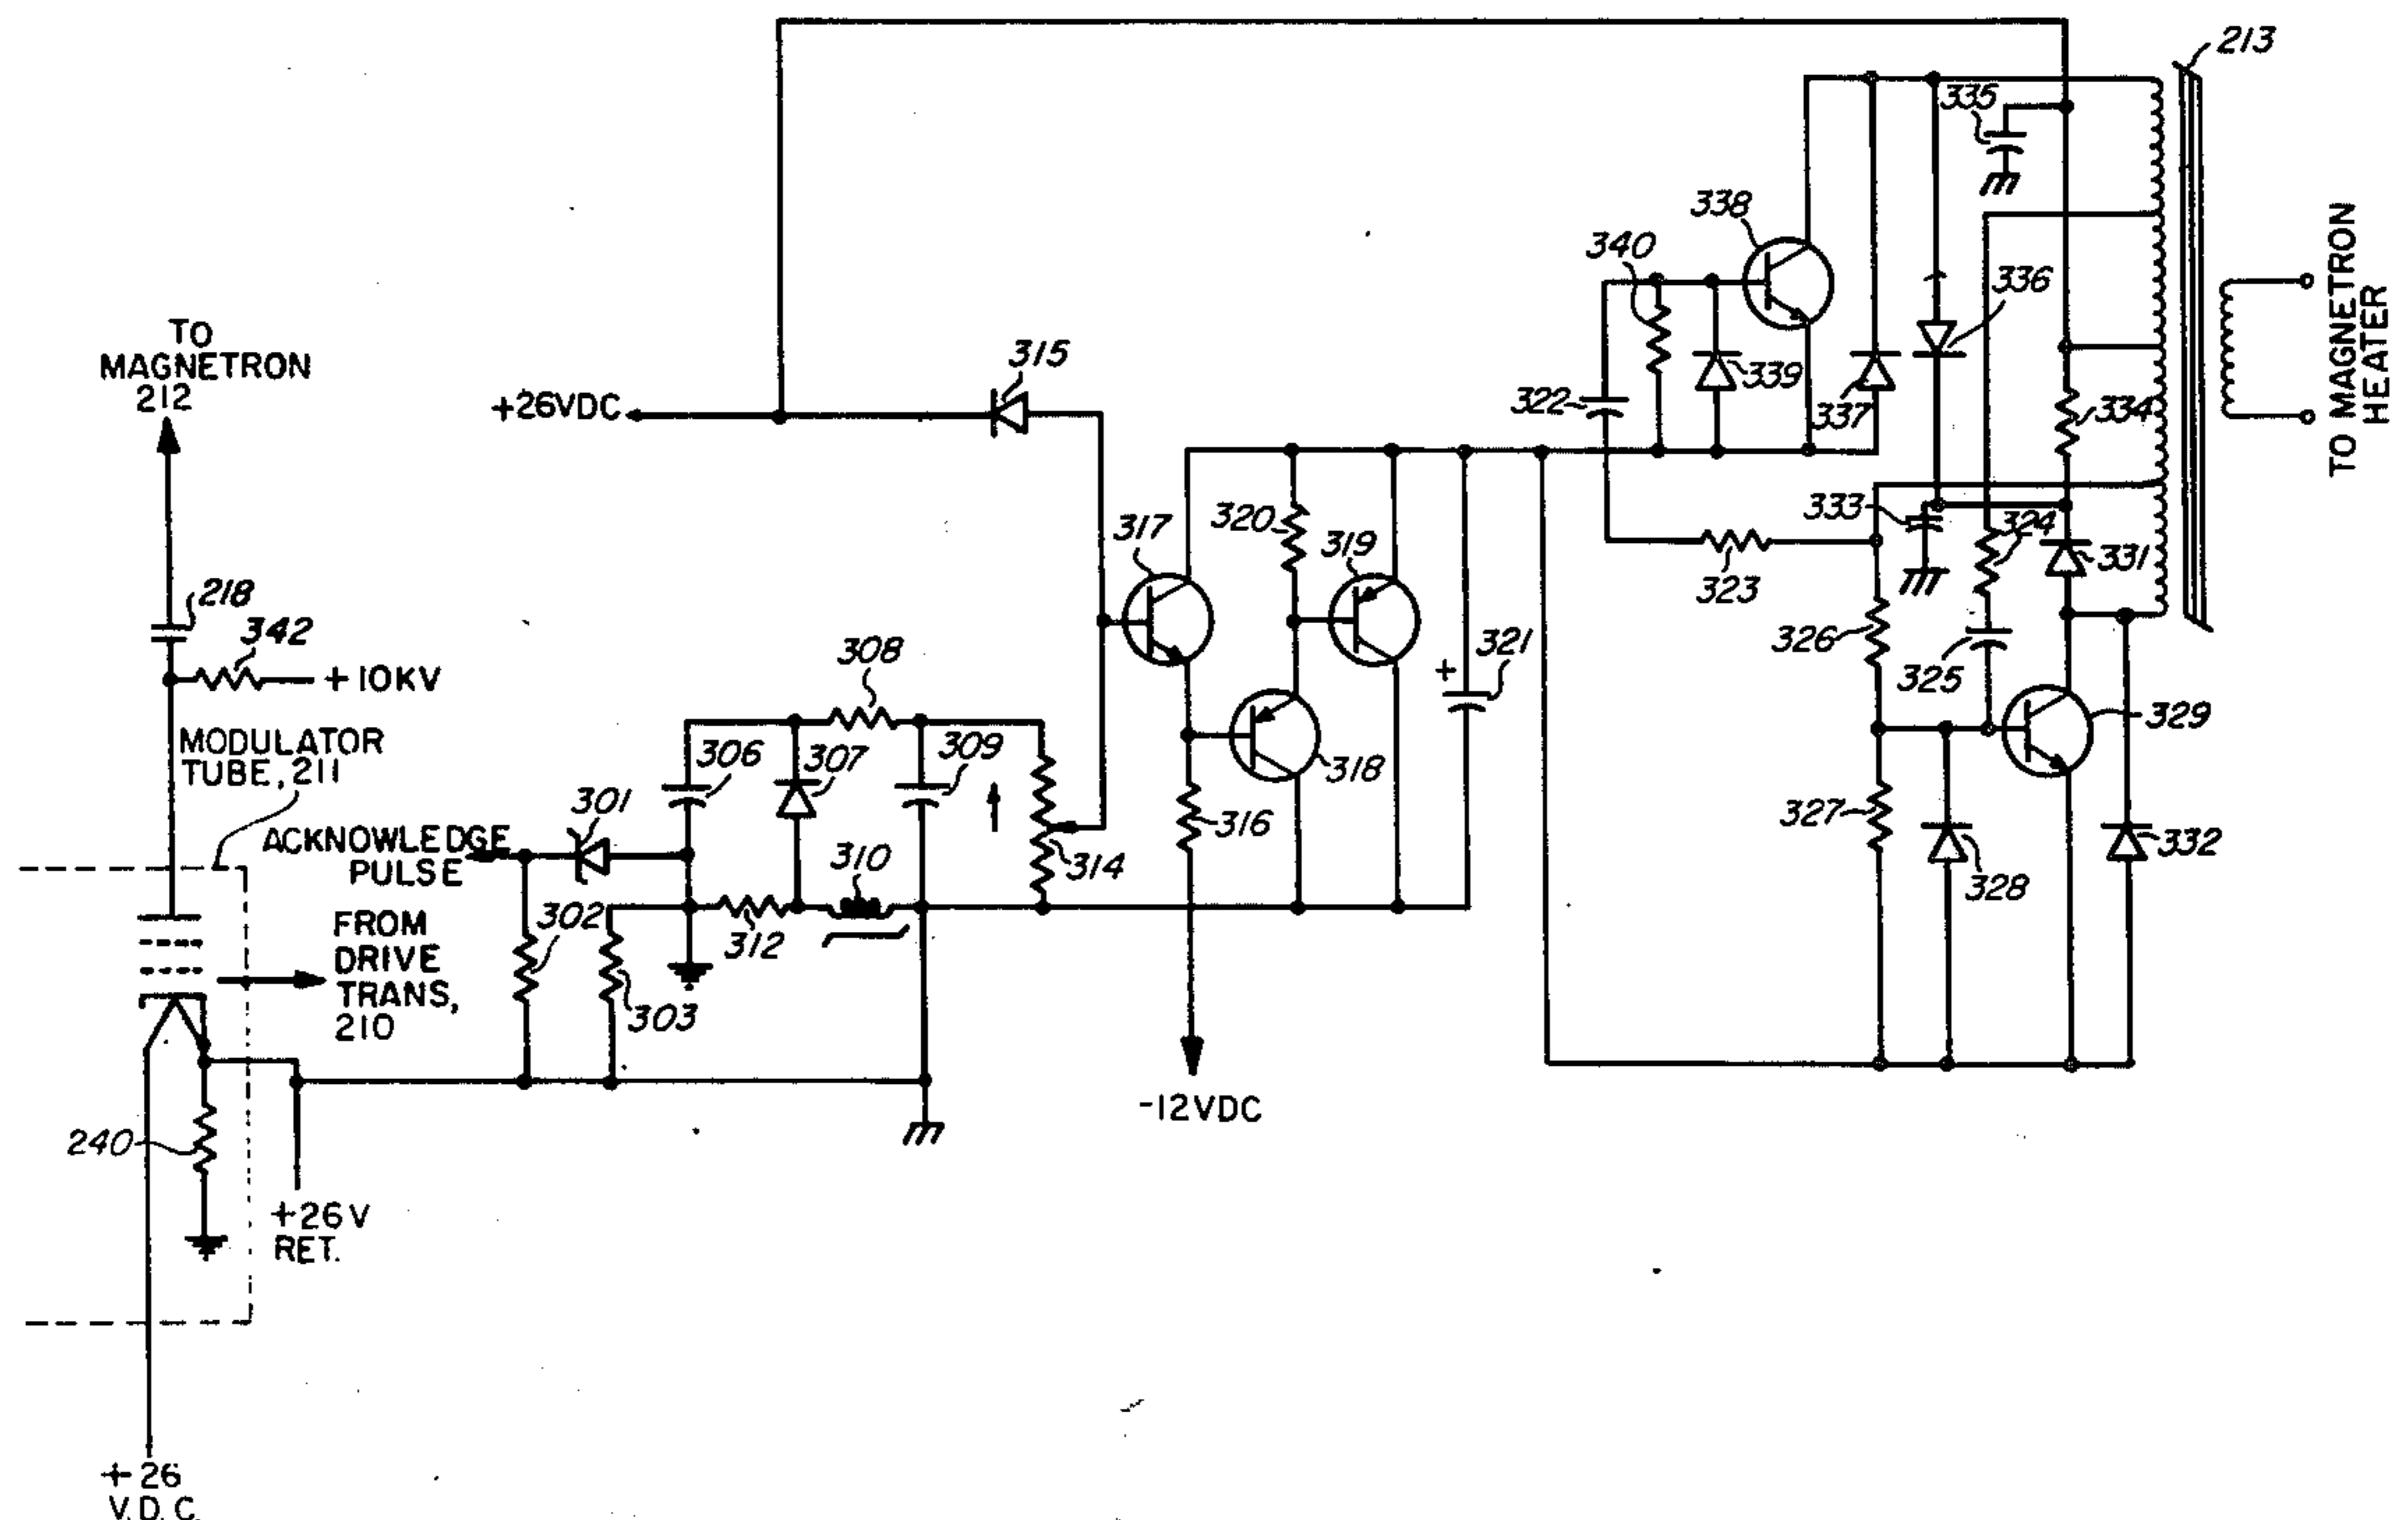 213
335
338
340
336
TO MAGNETRON
HEATER
TO
MAGNETRON
212
315
+26VDC
322
339
337
334
333
324
317
320
319
323
331
218
342
+10KV
308
321
+
326
325
329
MODULATOR
TUBE, 211
306
307
309
318
301
316
327
ACKNOWLEDGE
PULSE
310
314
332
328
302
312
FROM
DRIVE
TRANS,
210
303
-12VDC
240
+26V
RET.
+26
V.D.C.